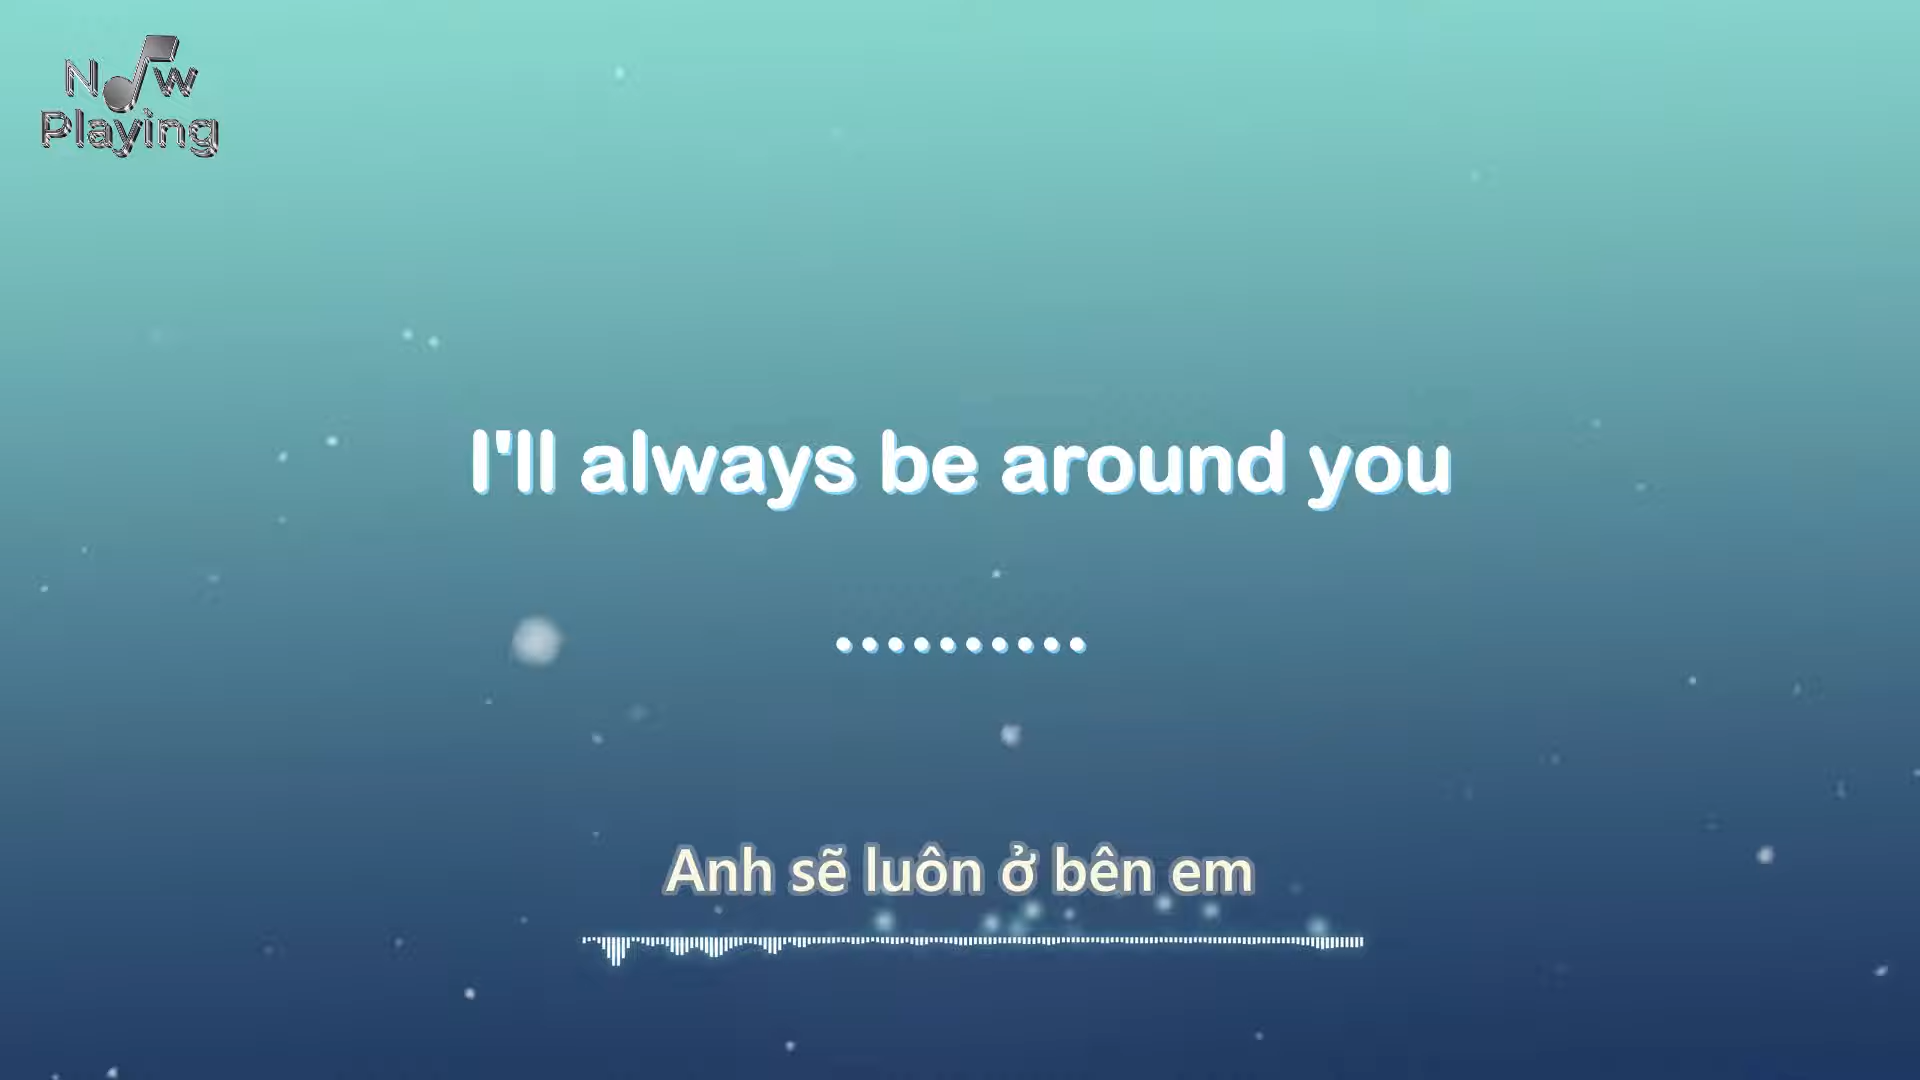 Now
Playing
I'll always be around you
..........
Anh sẽ luôn ở bên em